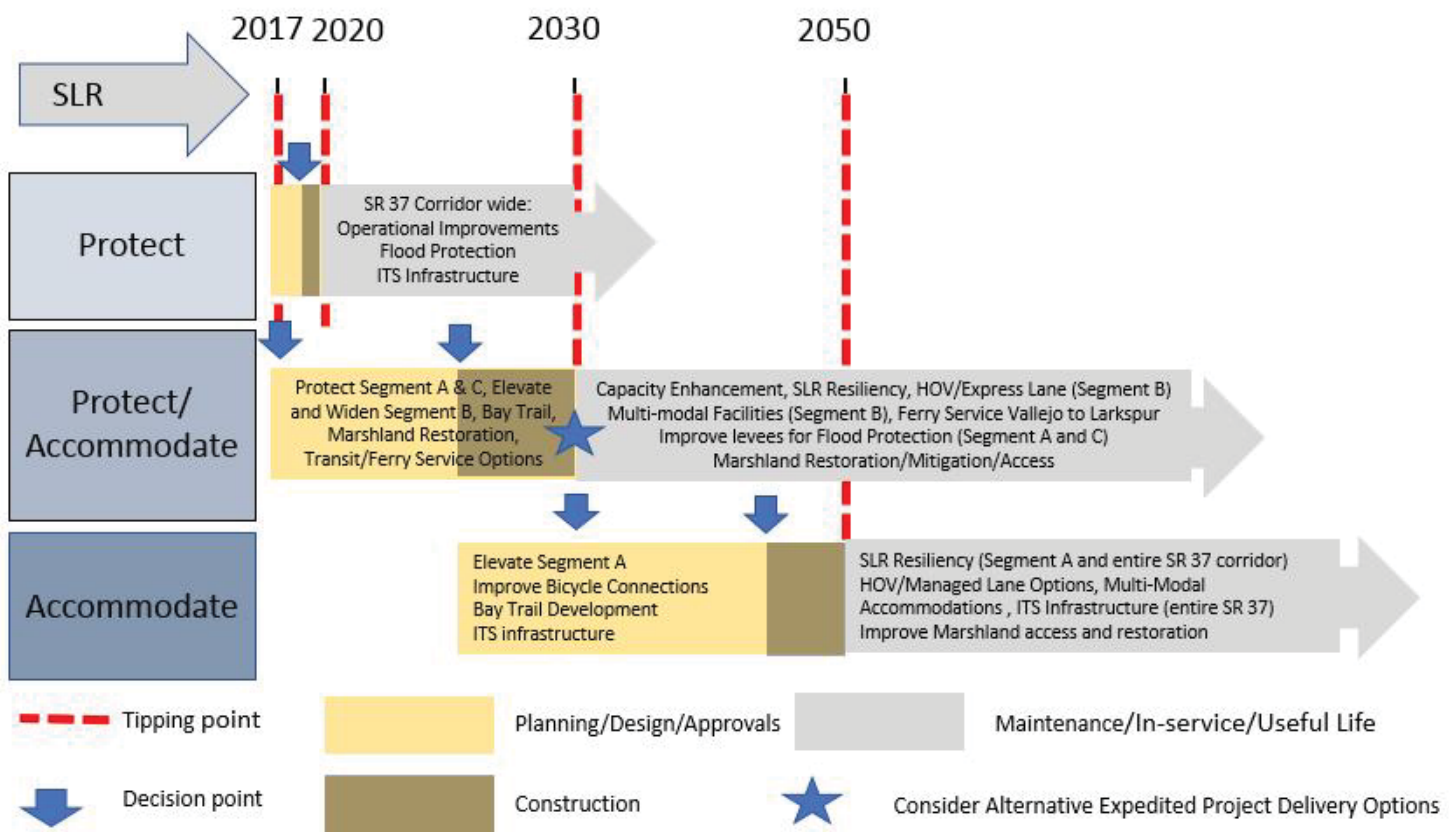 2017 2020 2030 2050
SLR
Protect
SR 37 Corridor wide:
Operational Improvements
Flood Protection
ITS Infrastructure
Protect/
Accommodate
Protect Segment A & C, Elevate
and Widen Segment B, Bay Trail,
Marshland Restoration,
Transit/Ferry Service Options
Capacity Enhancement, SLR Resiliency, HOV/Express Lane (Segment B)
Multi-modal Facilities (Segment B), Ferry Service Vallejo to Larkspur
Improve levees for Flood Protection (Segment A and C)
Marshland Restoration/Mitigation/Access
Accommodate
Elevate Segment A
Improve Bicycle Connections
Bay Trail Development
ITS infrastructure
SLR Resiliency (Segment A and entire SR 37 corridor)
HOV/Managed Lane Options, Multi-Modal
Accommodations , ITS Infrastructure (entire SR 37)
Improve Marshland access and restoration
Tipping point
Planning/Design/Approvals
Maintenance/In-service/Useful Life
Decision point
Construction
Consider Alternative Expedited Project Delivery Options